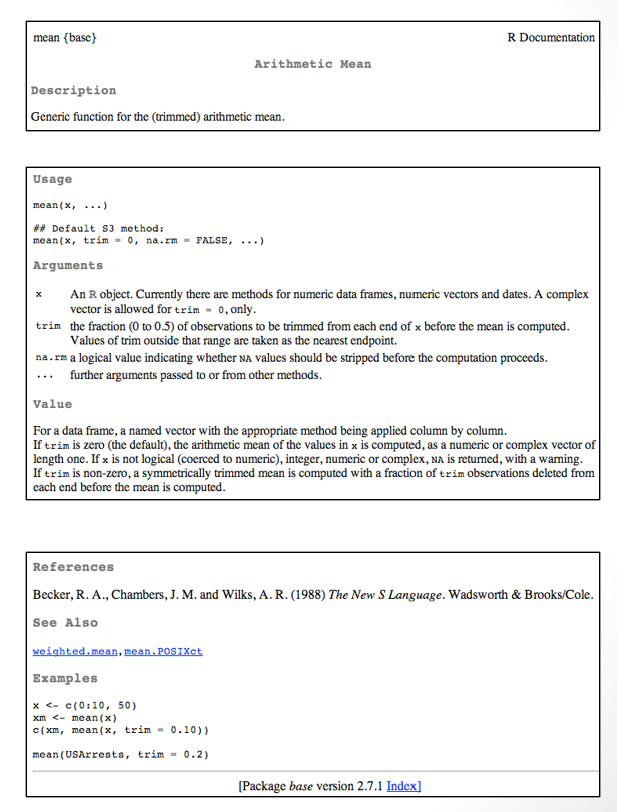 mean {base}
R Documentation
Arithmetic Mean
Description
Generic function for the (trimmed) arithmetic mean.
Usage
mean(x, ...)
## Default S3 method:
mean(x, trim = 0, na.rm = FALSE, ...)
Arguments
x An R object. Currently there are methods for numeric data frames, numeric vectors and dates. A complex
vector is allowed for trim = 0, only.
trim the fraction (0 to 0.5) of observations to be trimmed from each end of x before the mean is computed.
Values of trim outside that range are taken as the nearest endpoint.
na.rm a logical value indicating whether NA values should be stripped before the computation proceeds.
... further arguments passed to or from other methods.
Value
For a data frame, a named vector with the appropriate method being applied column by column.
If trim is zero (the default), the arithmetic mean of the values in x is computed, as a numeric or complex vector of
length one. If x is not logical (coerced to numeric), integer, numeric or complex, NA is returned, with a warning.
If trim is non-zero, a symmetrically trimmed mean is computed with a fraction of trim observations deleted from
each end before the mean is computed.
References
Becker, R. A., Chambers, J. M. and Wilks, A. R. (1988) The New S Language. Wadsworth & Brooks/Cole.
See Also
weighted.mean, mean.POSIXct
Examples
x <- c(0:10, 50)
xm <- mean(x)
c(xm, mean(x, trim = 0.10))
mean(USArrests, trim = 0.2)
[Package base version 2.7.1 Index]